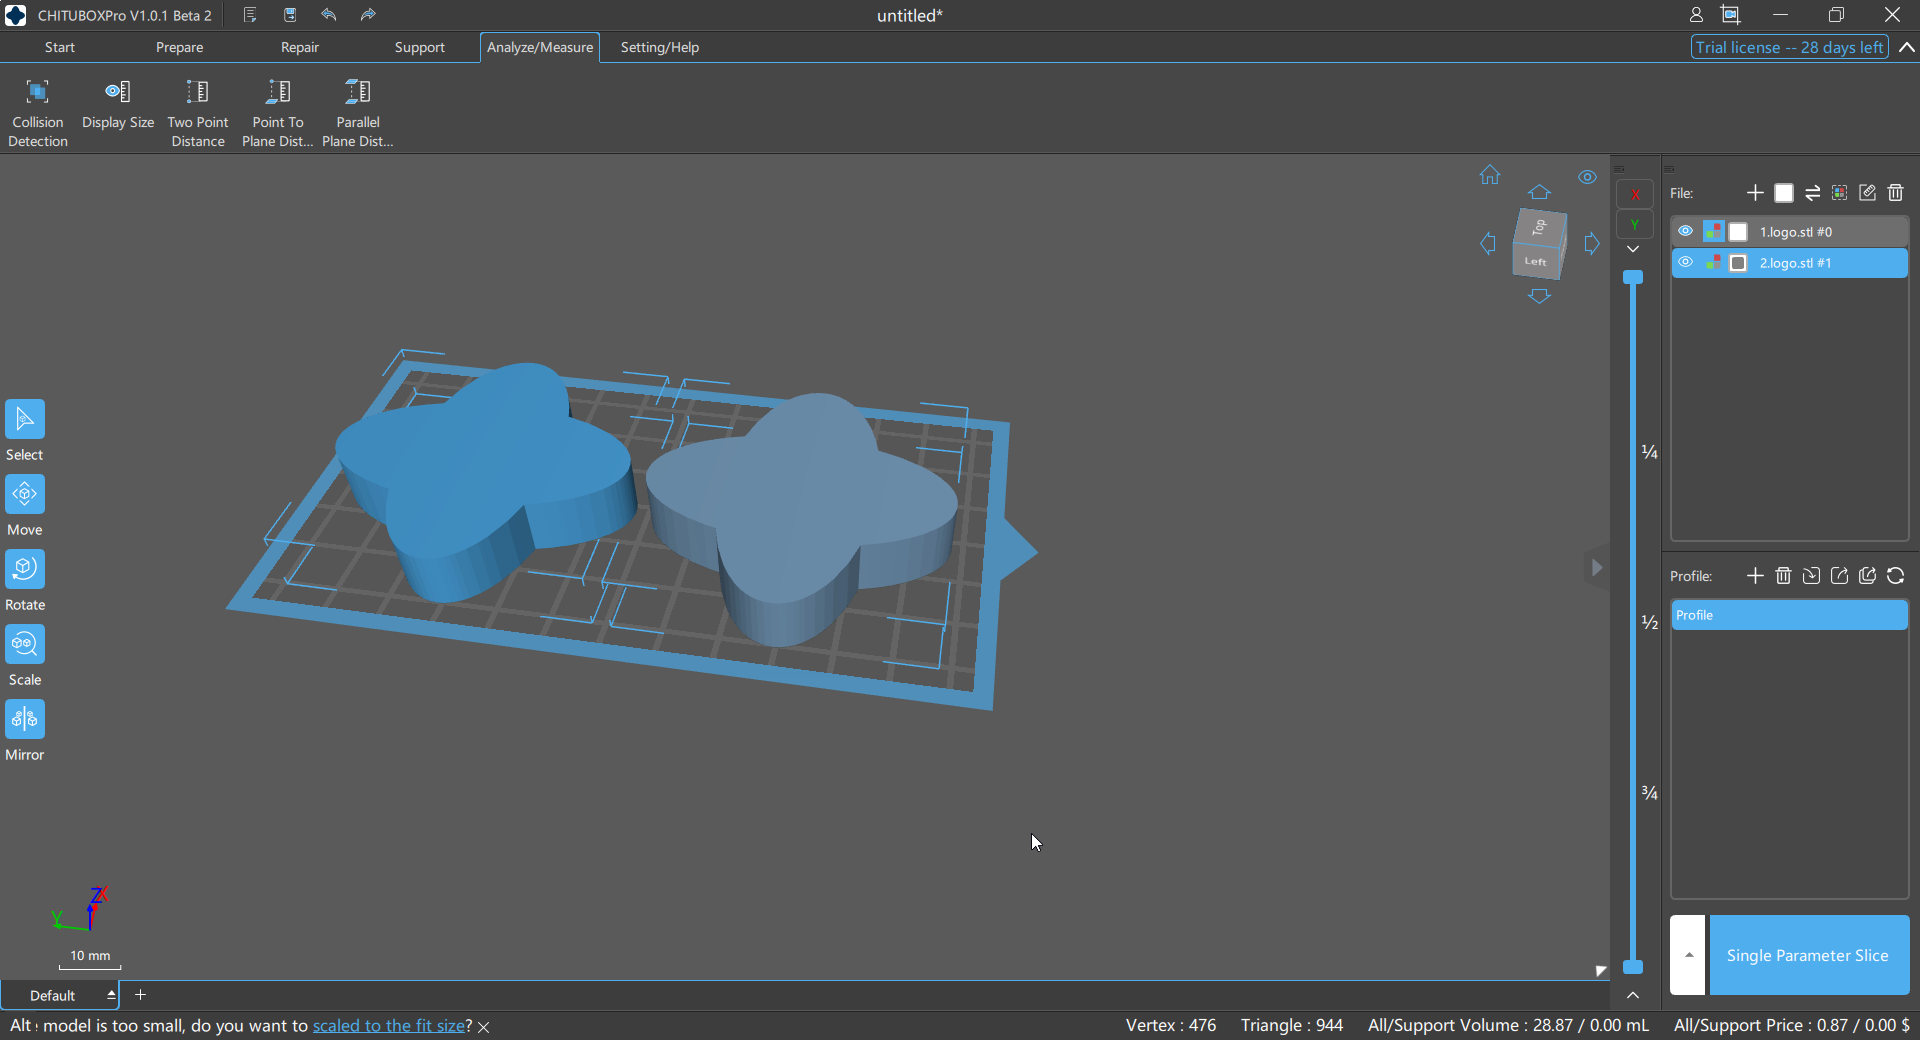 CHITUBOXPro V1.0.1 Beta 2
untitled*
Start
Prepare
Repair
Support
Analyze/Measure
Setting/Help
Trial license -- 28 days left
Collision
Detection
Display Size
Two Point
Distance
Point To
Plane Dist...
Parallel
Plane Dist...
Top
Left
X
Y
File:
1.logo.stl #0
2.logo.stl #1
Select
Move
Rotate
Scale
Mirror
¼
½
¾
Profile:
Profile
Z
X
Y
10 mm
Single Parameter Slice
Default
Alt : model is too small, do you want to scaled to the fit size?
Vertex : 476
Triangle : 944
All/Support Volume : 28.87 / 0.00 mL
All/Support Price : 0.87 / 0.00 $